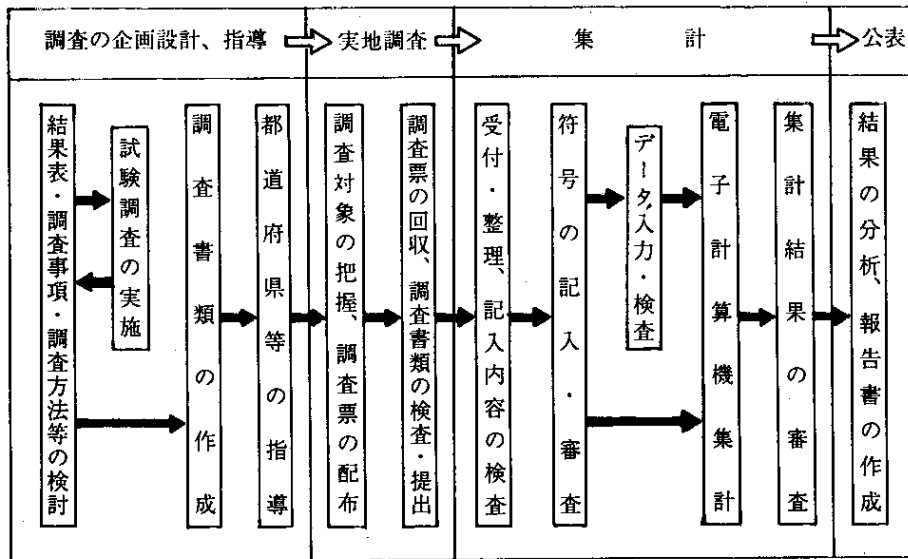 調査の企画設計、指導
実地調査
集計
公表
結果表・調査事項・調査方法等の検討
試験調査の実施
調査書類の作成
都道府県等の指導
調査対象の把握、調査票の配布
調査票の回収、調査書類の検査・提出
受付・整理、記入内容の検査
符号の記入・審査
データ入力・検査
電子計算機集計
集計結果の審査
結果の分析、報告書の作成